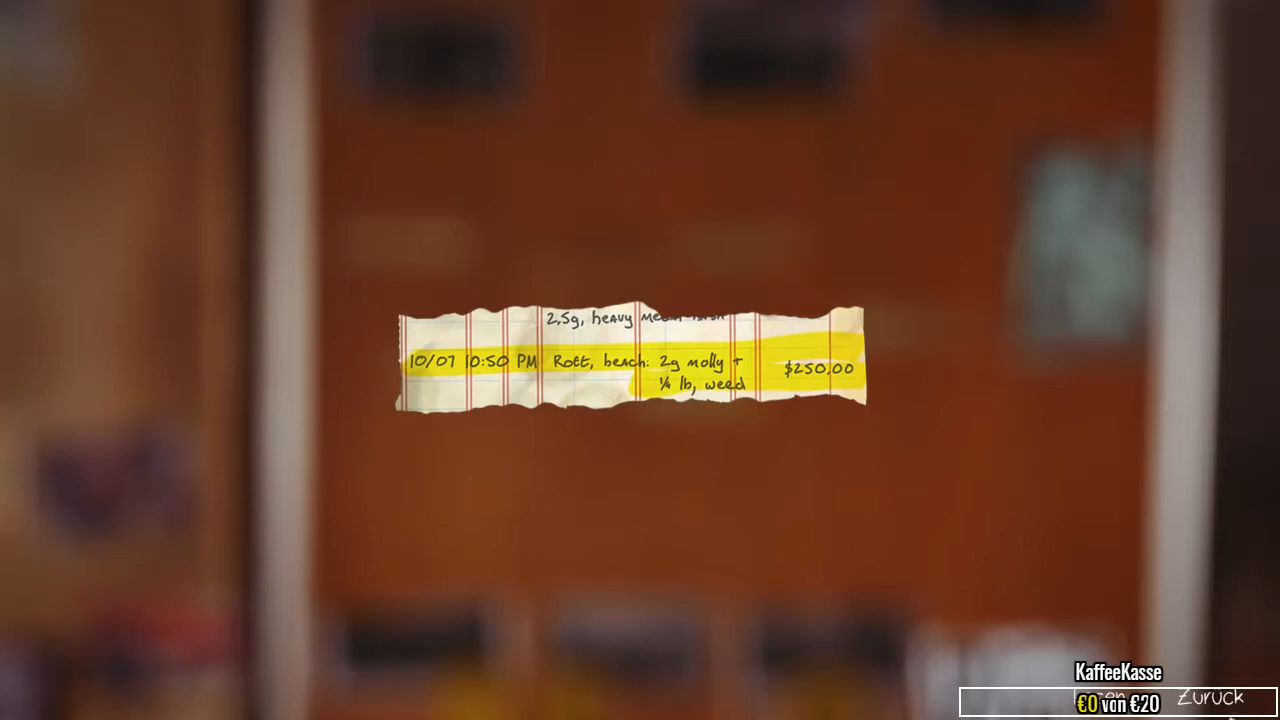 2.5g, heavy
10/07 10:50 PM Rott, beach: 2g molly + $250.00
¼ lb, weed
KaffeeKasse
€0 von €20
Zurück